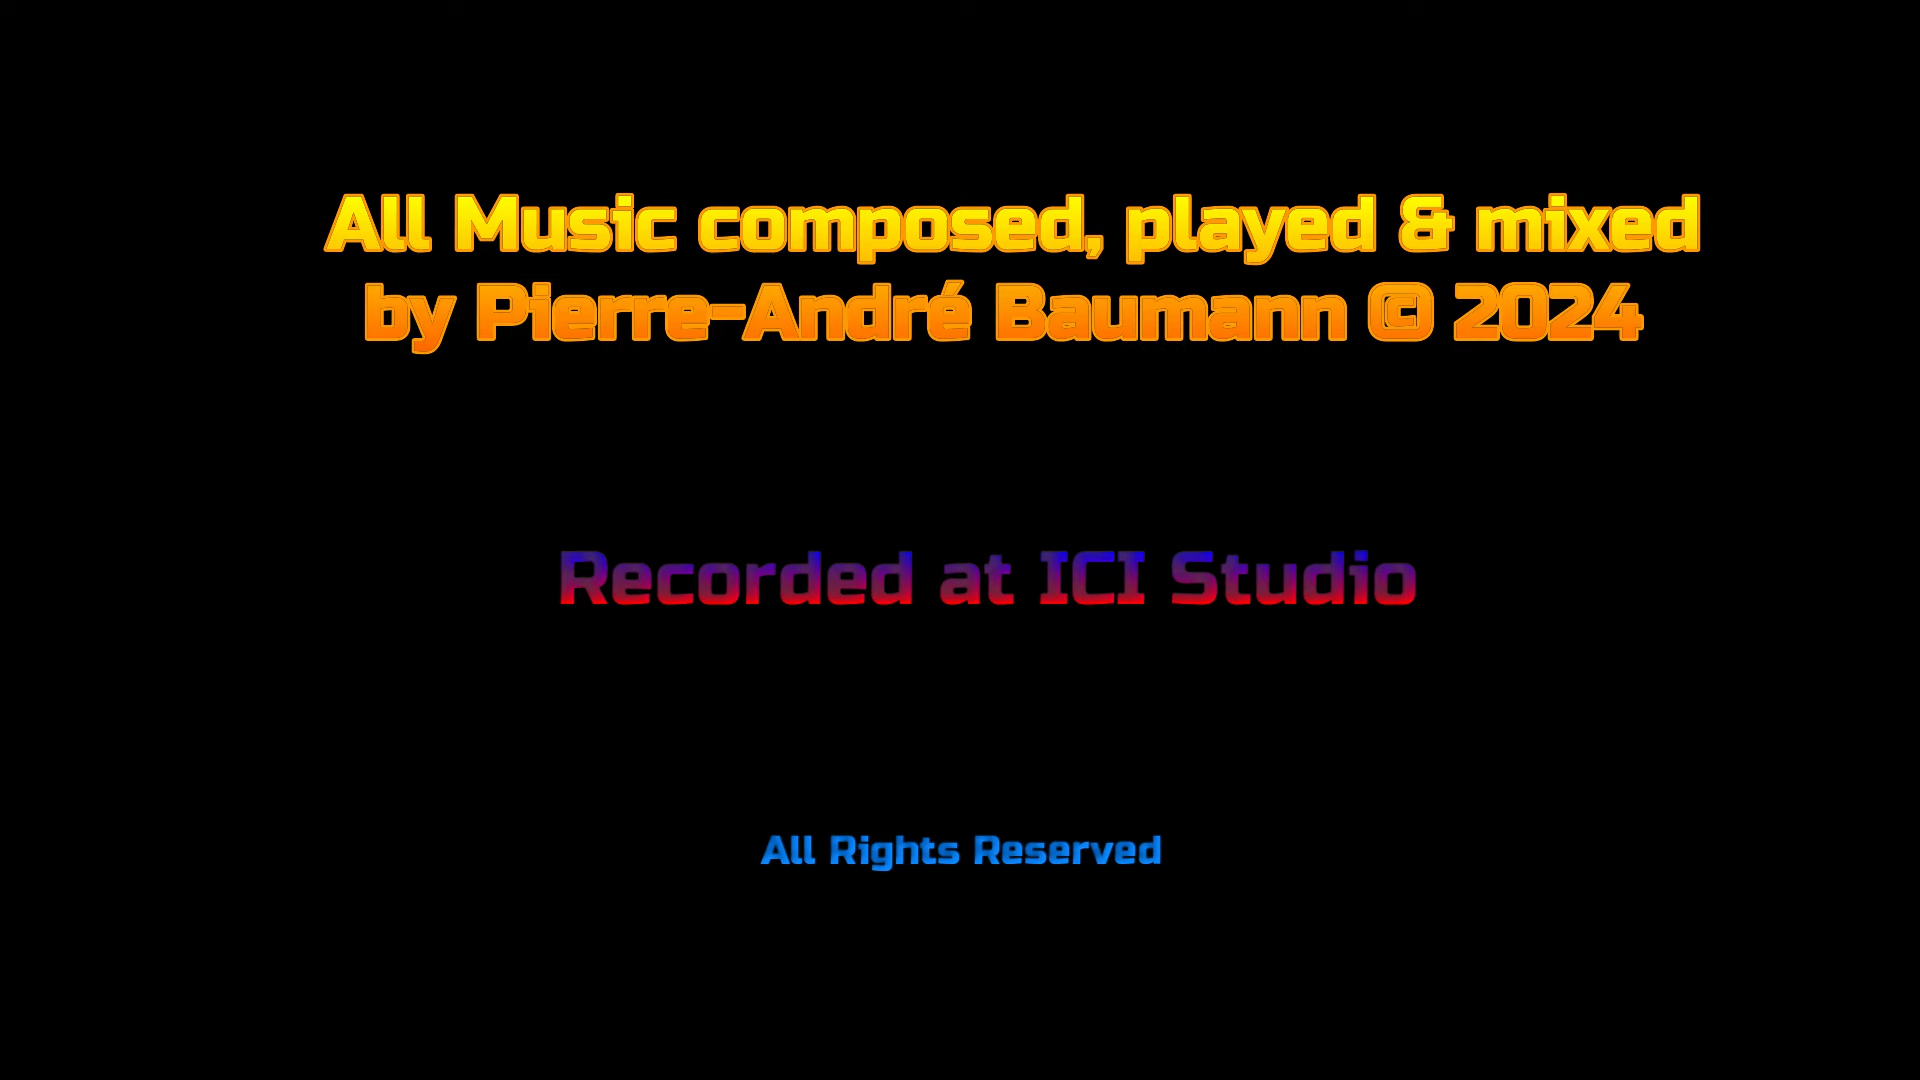 All Music composed, played & mixed
by Pierre-André Baumann © 2024
Recorded at ICI Studio
All Rights Reserved